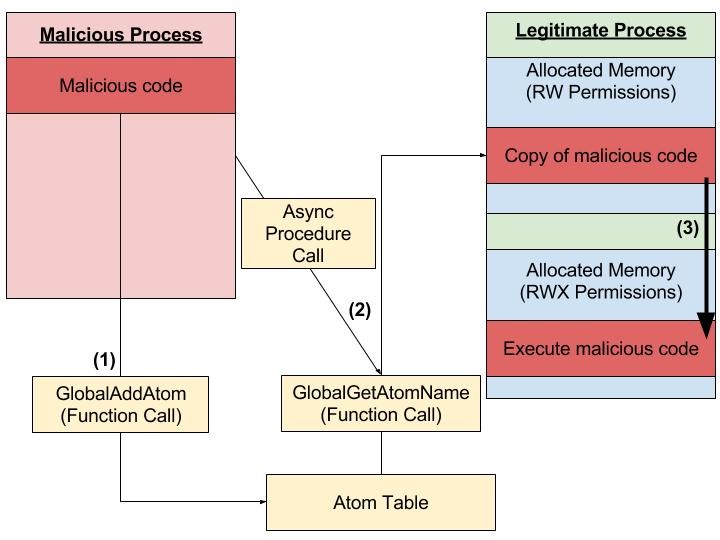 Malicious Process
Malicious code
Legitimate Process
Allocated Memory
(RW Permissions)
Copy of malicious code
Async
Procedure
Call
(3)
Allocated Memory
(RWX Permissions)
(2)
Execute malicious code
(1)
GlobalAddAtom
(Function Call)
GlobalGetAtomName
(Function Call)
Atom Table